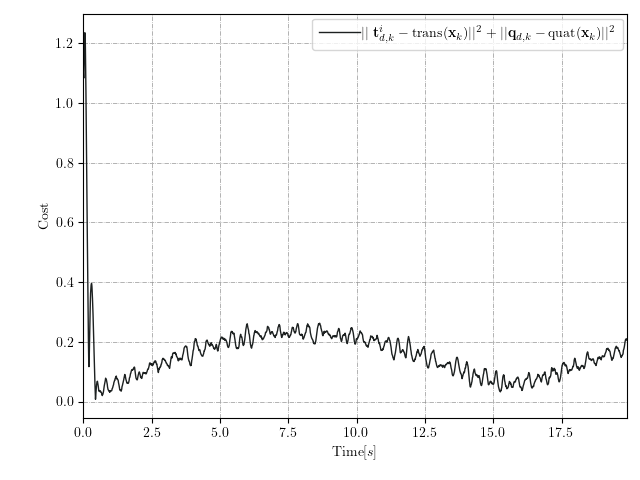 || t^i_{d,k} − trans(x_k)||^2 + ||q_{d,k} − quat(x_k)||^2
1.2
1.0
0.8
0.6
0.4
0.2
0.0
Cost
0.0 2.5 5.0 7.5 10.0 12.5 15.0 17.5
Time[s]